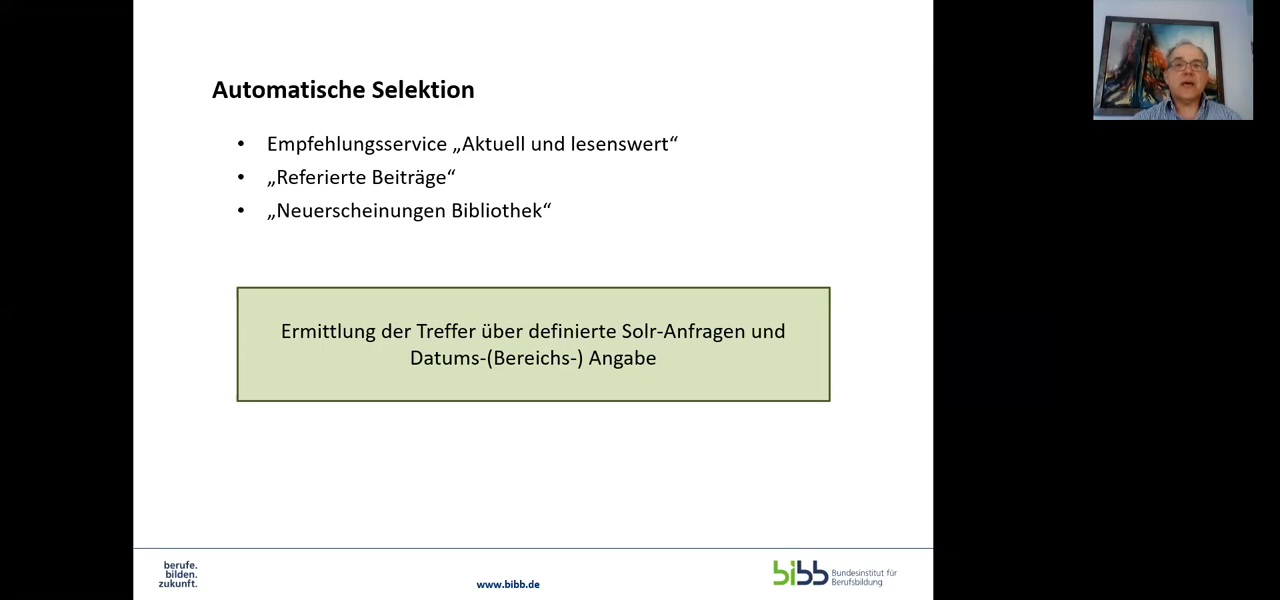 Automatische Selektion
• Empfehlungsservice „Aktuell und lesenswert“
• „Referierte Beiträge“
• „Neuerscheinungen Bibliothek“
Ermittlung der Treffer über definierte Solr-Anfragen und
Datums-(Bereichs-) Angabe
berufe.
bilden.
zukunft.
www.bibb.de
bibb
Bundesinstitut für
Berufsbildung